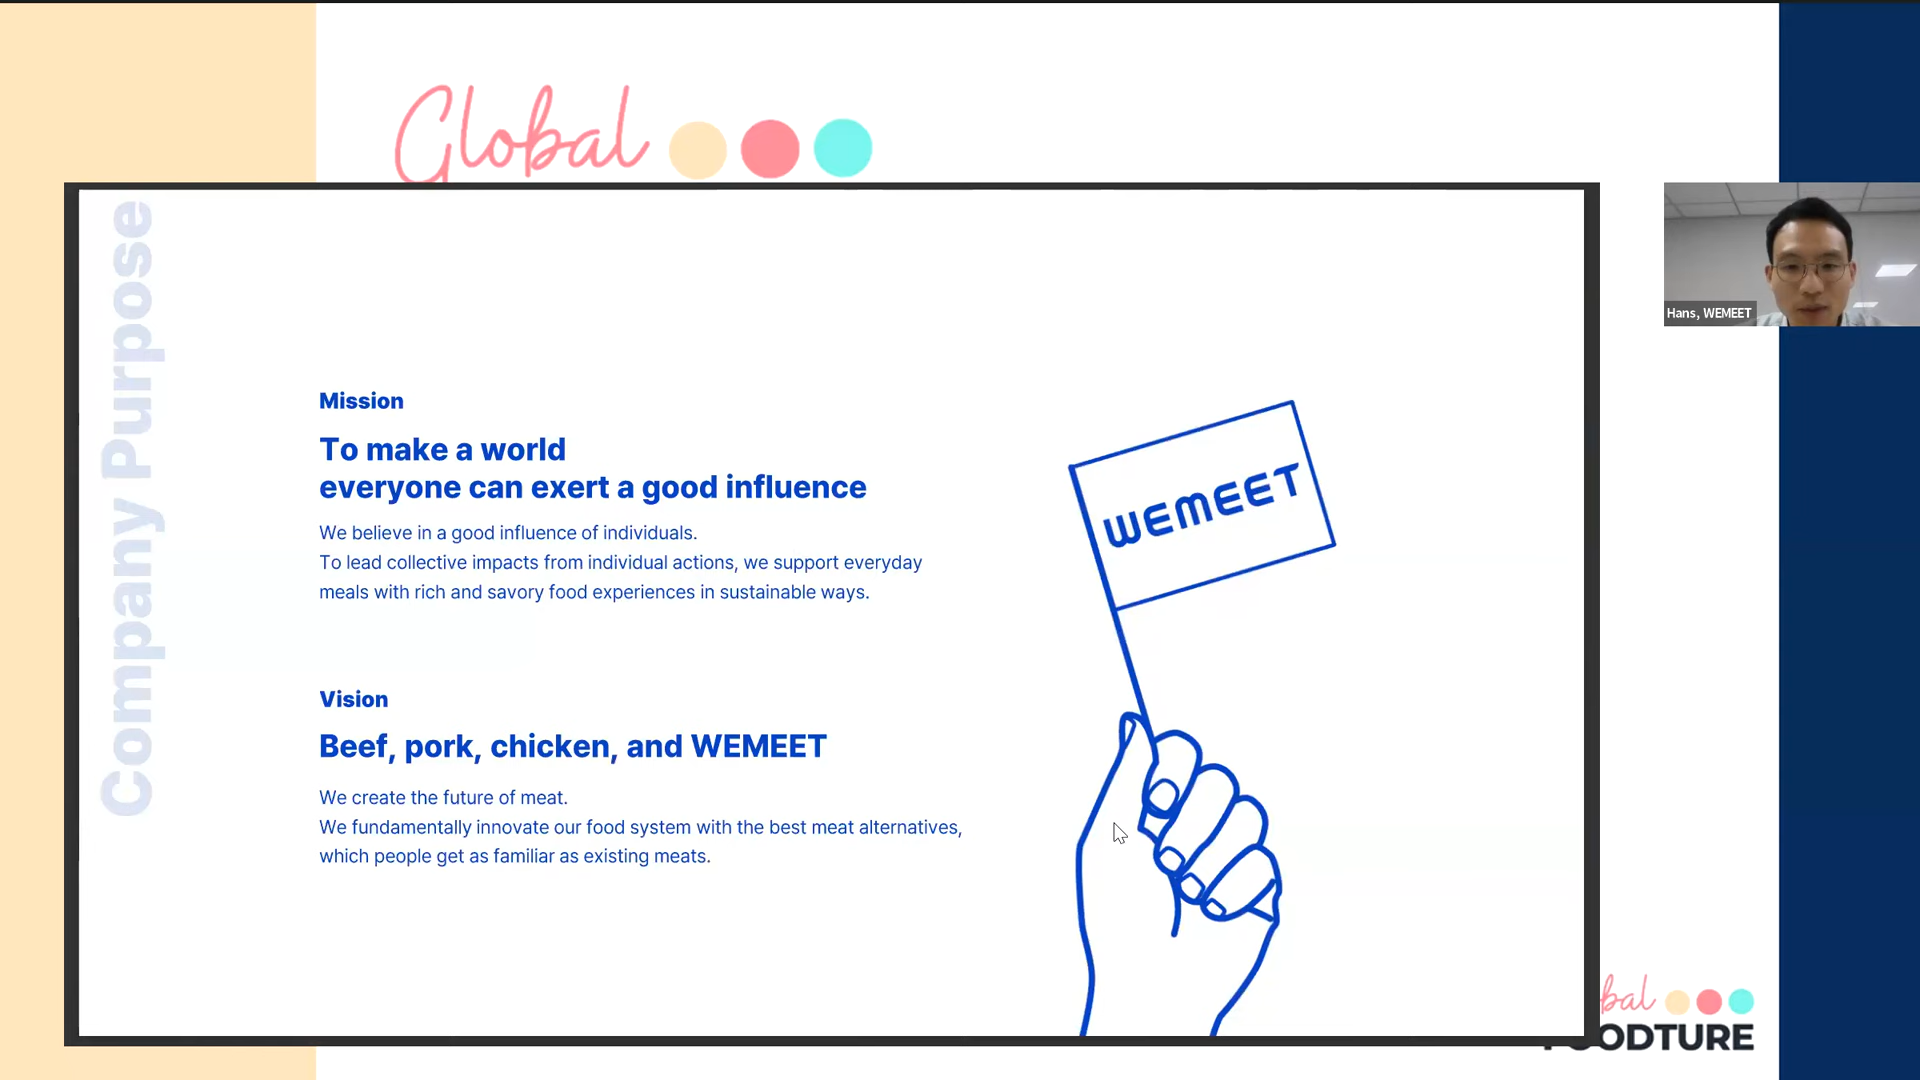 Global
Company Purpose
Mission
To make a world
everyone can exert a good influence
We believe in a good influence of individuals.
To lead collective impacts from individual actions, we support everyday
meals with rich and savory food experiences in sustainable ways.
Vision
Beef, pork, chicken, and WEMEET
We create the future of meat.
We fundamentally innovate our food system with the best meat alternatives,
which people get as familiar as existing meats.
WEMEET
Hans, WEMEET
bal
OODTURE